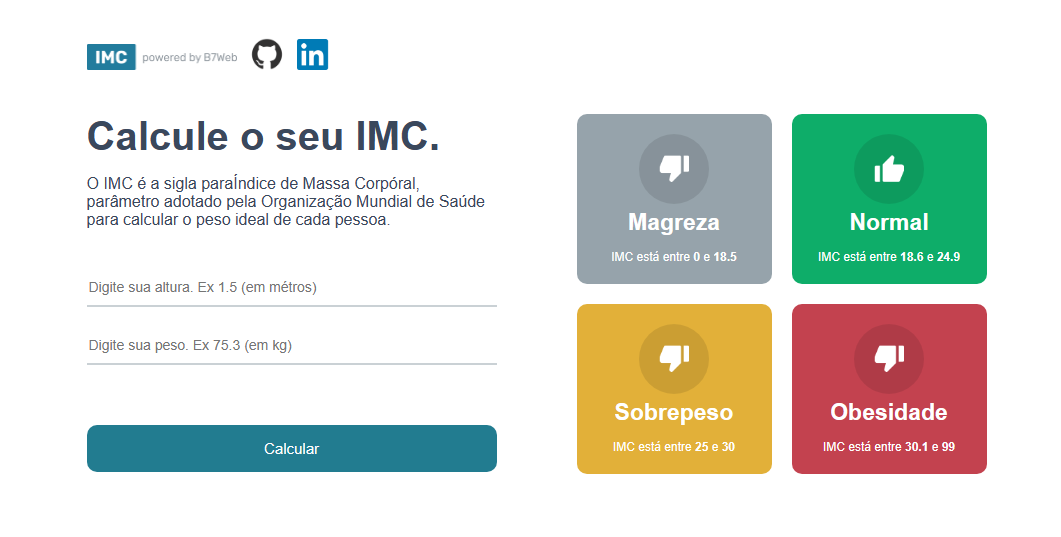 IMC powered by B7Web in
Calcule o seu IMC.
O IMC é a sigla paraÍndice de Massa Corpóral,
parâmetro adotado pela Organização Mundial de Saúde
para calcular o peso ideal de cada pessoa.
Digite sua altura. Ex 1.5 (em métros)
Digite sua peso. Ex 75.3 (em kg)
Calcular
Magreza
IMC está entre 0 e 18.5
Normal
IMC está entre 18.6 e 24.9
Sobrepeso
IMC está entre 25 e 30
Obesidade
IMC está entre 30.1 e 99